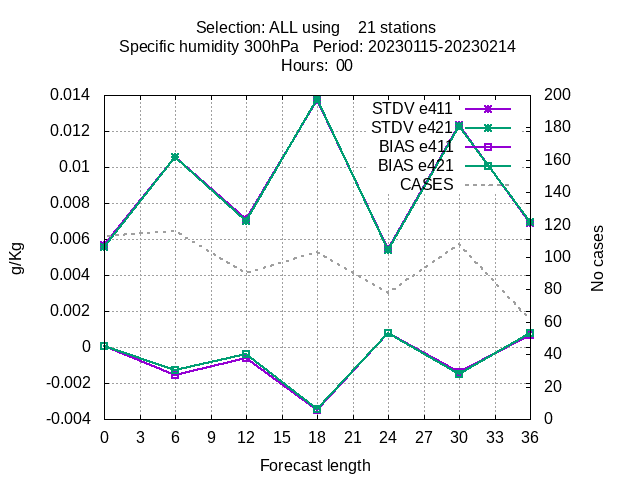 Selection: ALL using    21 stations
Specific humidity 300hPa   Period: 20230115-20230214
Hours:  00
0.014
0.012
0.01
0.008
0.006
0.004
0.002
0
-0.002
-0.004
g/Kg
STDV e411
STDV e421
BIAS e411
BIAS e421
CASES
200
180
160
140
120
100
80
60
40
20
0
No cases
0 3 6 9 12 15 18 21 24 27 30 33 36
Forecast length